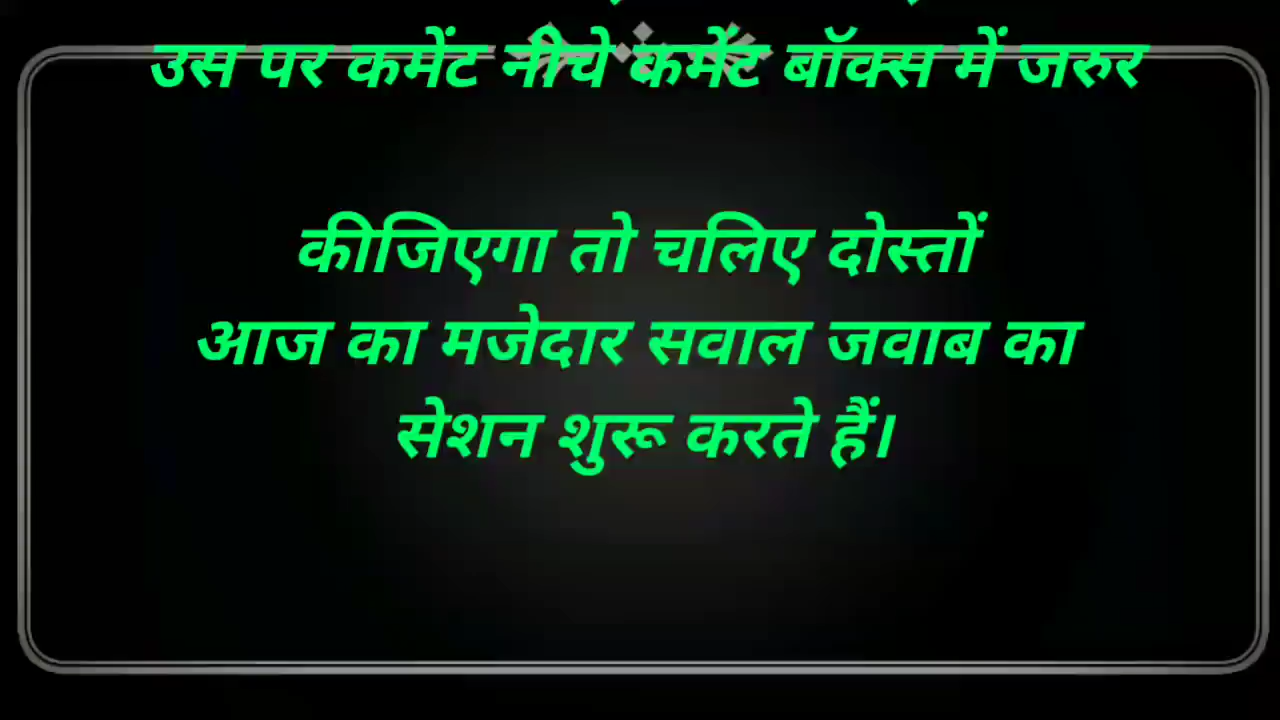 उस पर कमेंट नीचे कमेंट बॉक्स में जरुर
कीजिएगा तो चलिए दोस्तों
आज का मजेदार सवाल जवाब का
सेशन शुरू करते हैं।